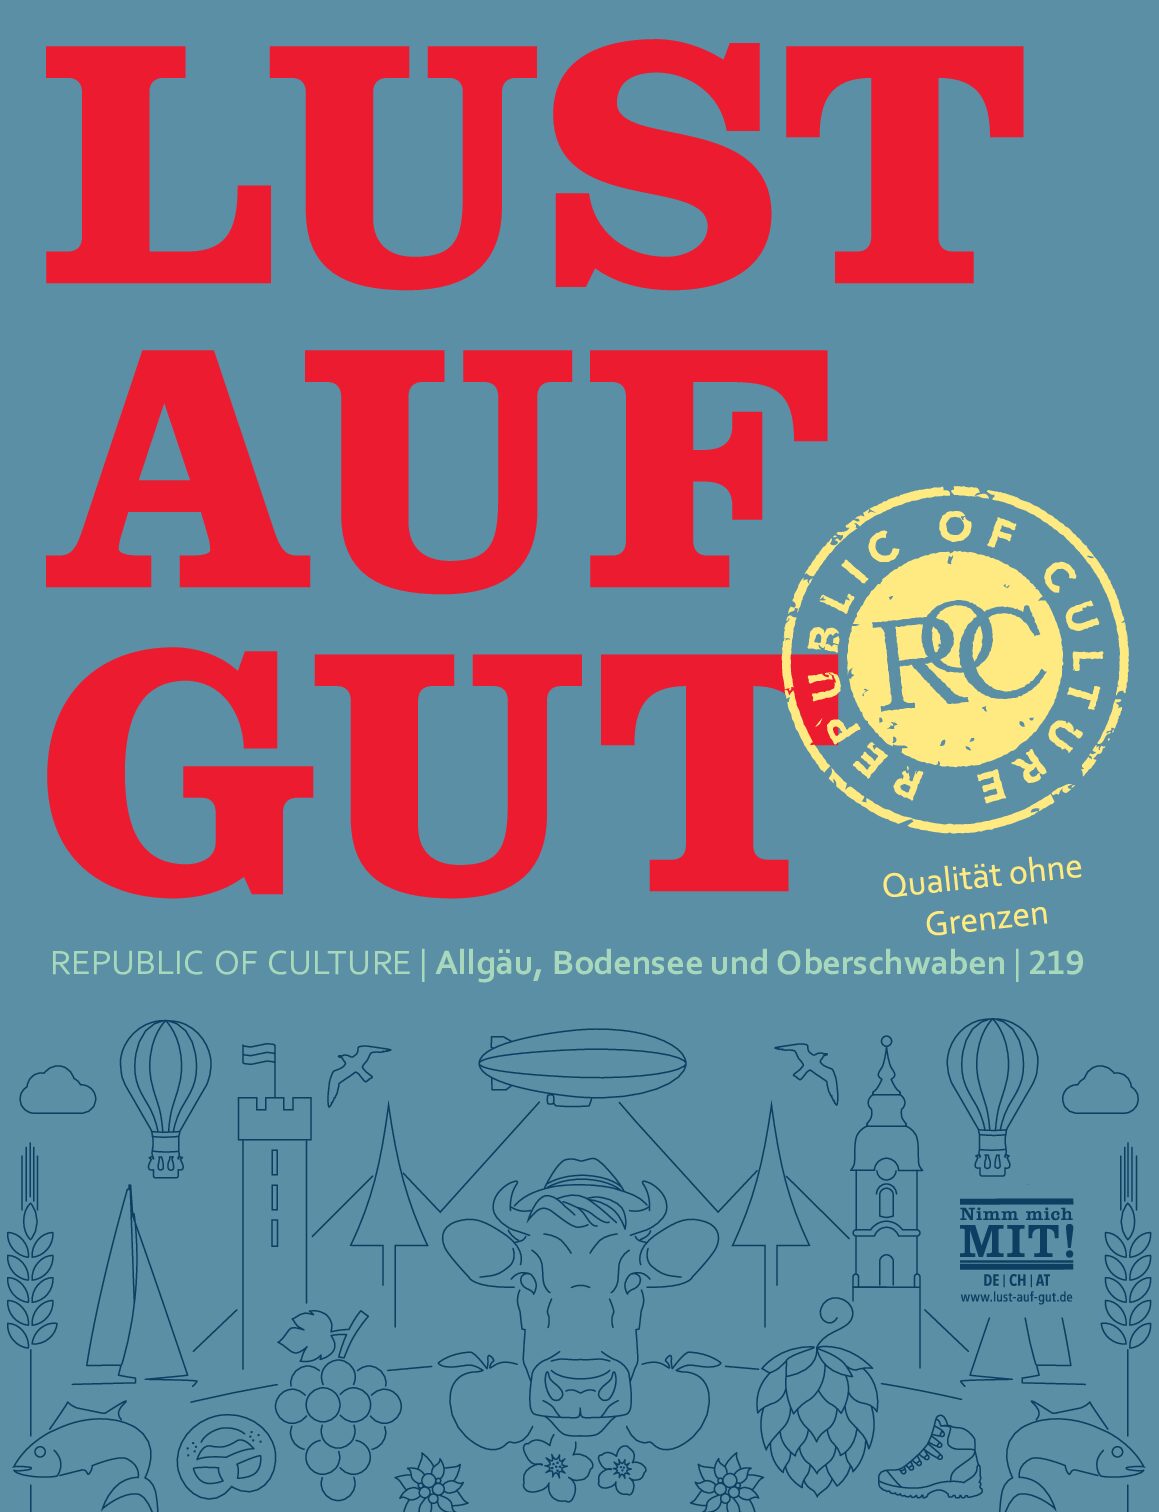 LUST
AUF
GUT
REPUBLIC OF CULTURE
ROC
Qualität ohne
Grenzen
REPUBLIC OF CULTURE | Allgäu, Bodensee und Oberschwaben | 219
Nimm mich
MIT!
DE | CH | AT
www.lust-auf-gut.de